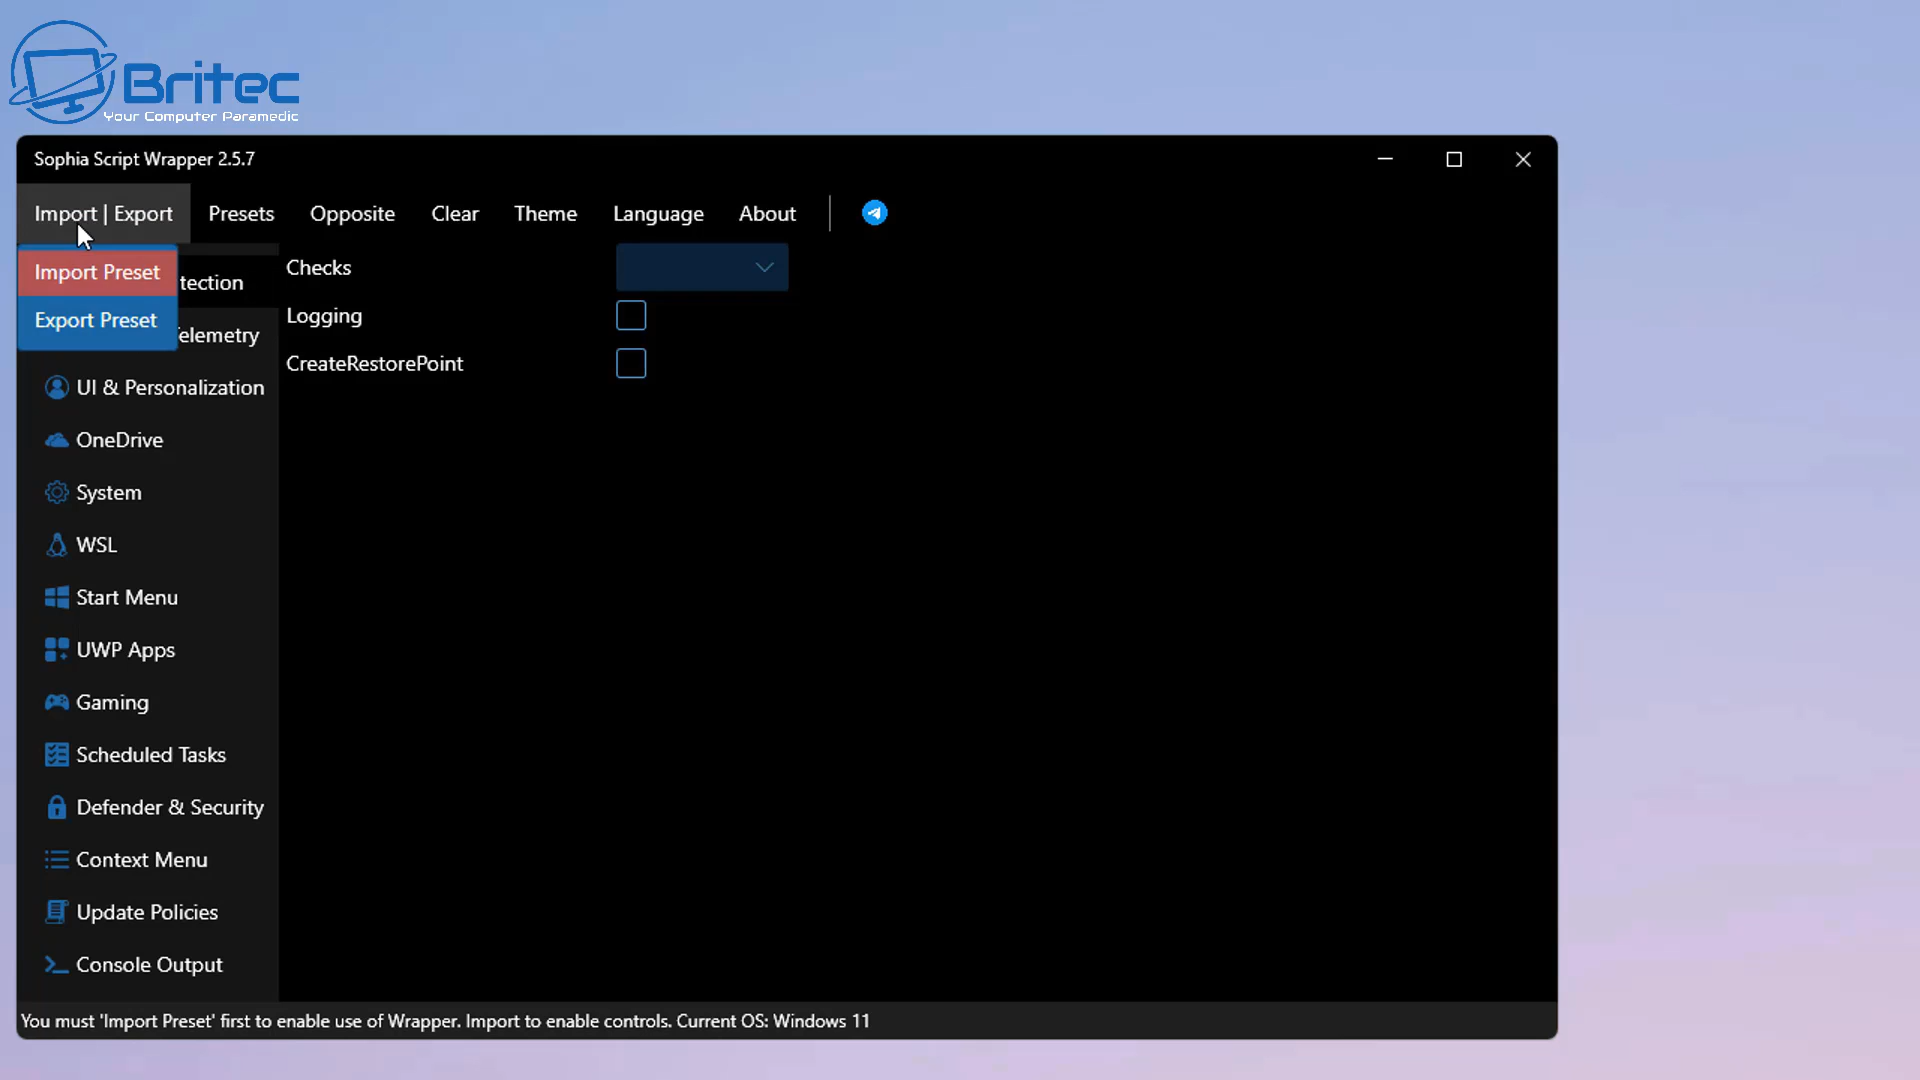 Britec
Your Computer Paramedic
Sophia Script Wrapper 2.5.7
Import | Export Presets Opposite Clear Theme Language About
Import Preset
Export Preset
tection
elemetry
UI & Personalization
OneDrive
System
WSL
Start Menu
UWP Apps
Gaming
Scheduled Tasks
Defender & Security
Context Menu
Update Policies
Console Output
Checks
Logging
CreateRestorePoint
You must 'Import Preset' first to enable use of Wrapper. Import to enable controls. Current OS: Windows 11